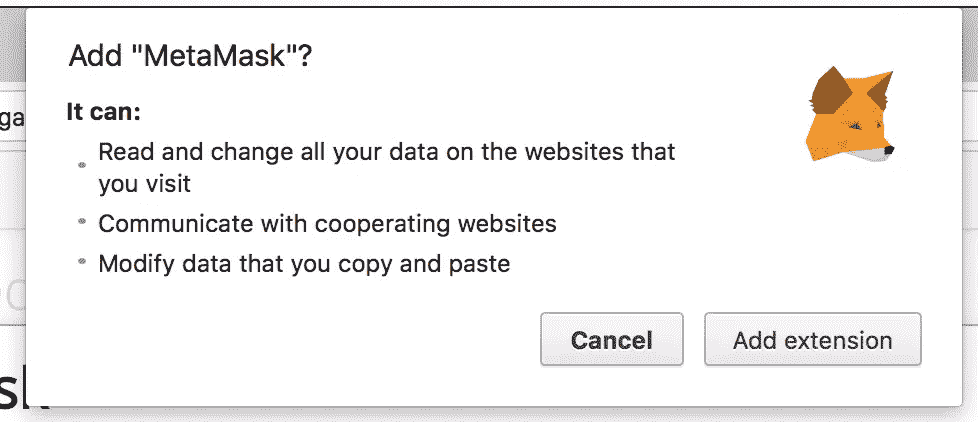 Add "MetaMask"?
It can:
Read and change all your data on the websites that
you visit
Communicate with cooperating websites
Modify data that you copy and paste
Cancel
Add extension
ga
sk